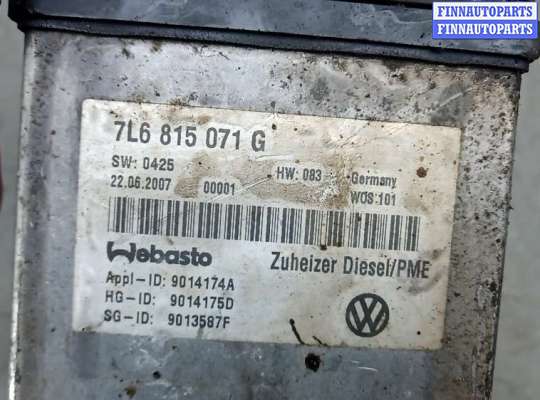 FINNAUTOPARTS
FINNAUTOPARTS
7L6 815 071 G
SW: 0425 HW: 083 Germany
22.06.2007 00001 WOS:101
Webasto Zuheizer Diesel/PME
Appl-ID: 9014174A
HG-ID: 9014175D
SG-ID: 9013587F
VW